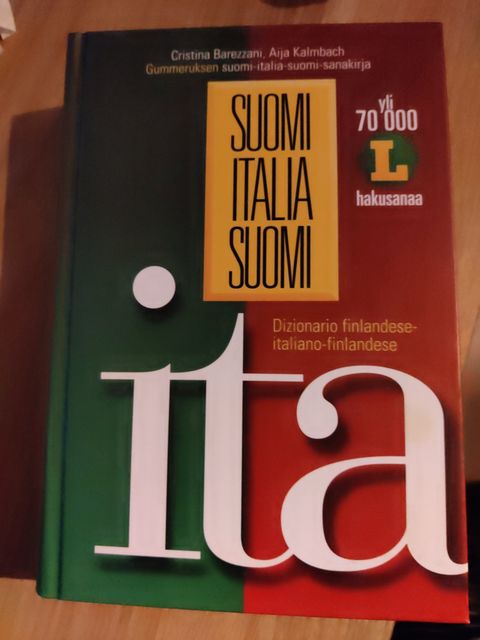 Cristina Barezzani, Aija Kalmbach
Gummeruksen suomi-italia-suomi-sanakirja
SUOMI
ITALIA
SUOMI
yli
70 000
L
hakusanaa
Dizionario finlandese-
italiano-finlandese
ita